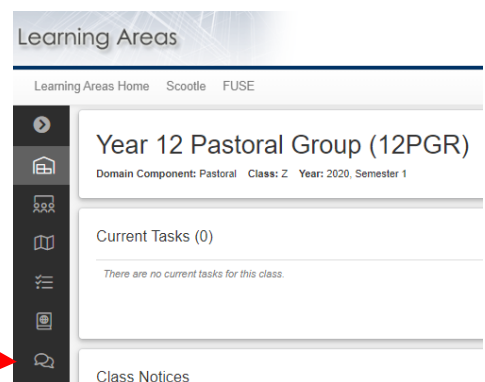 Learning Areas
Learning Areas Home Scootle FUSE
Year 12 Pastoral Group (12PGR)
Domain Component: Pastoral Class: Z Year: 2020, Semester 1
Current Tasks (0)
There are no current tasks for this class.
Class Notices